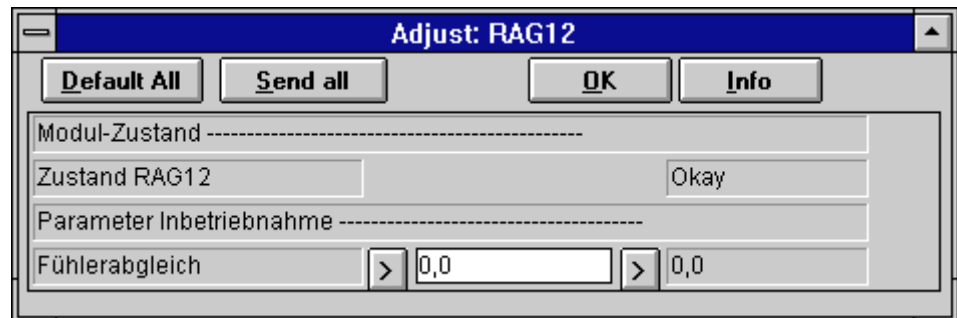 Adjust: RAG12
Default All Send all OK Info
Modul-Zustand -----------------------------------------------
Zustand RAG12 Okay
Parameter Inbetriebnahme --------------------------------------
Fühlerabgleich > 0,0 > 0,0